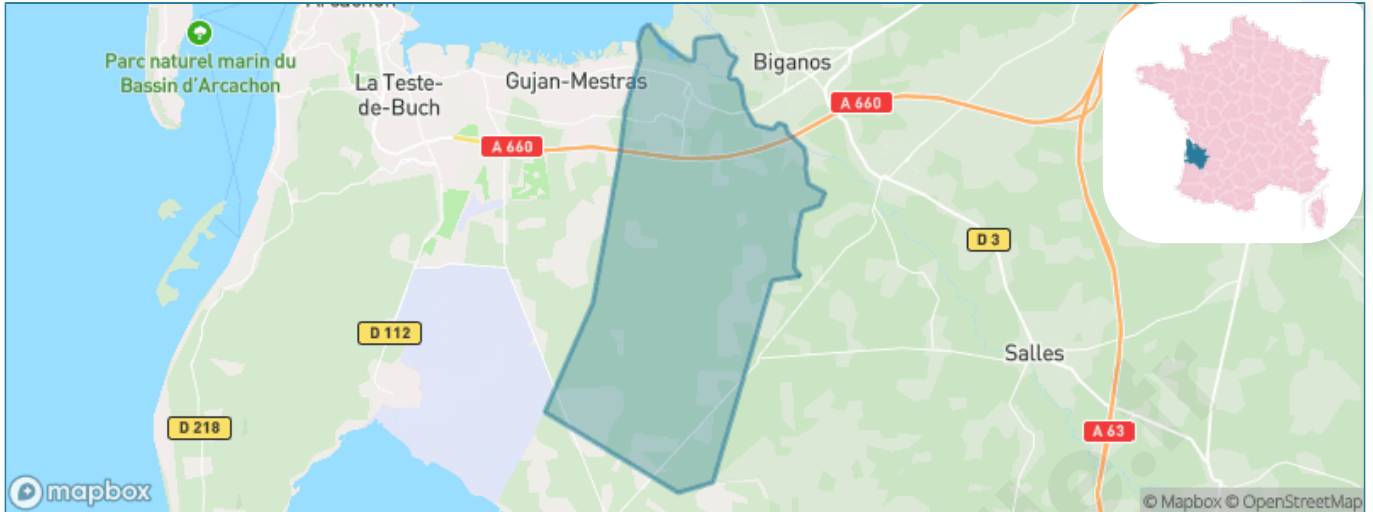 Parc naturel marin du
Bassin d'Arcachon
La Teste-
de-Buch
Gujan-Mestras
Biganos
A 660
A 660
D 3
D 112
Salles
D 218
A 63
mapbox
© Mapbox © OpenStreetMap